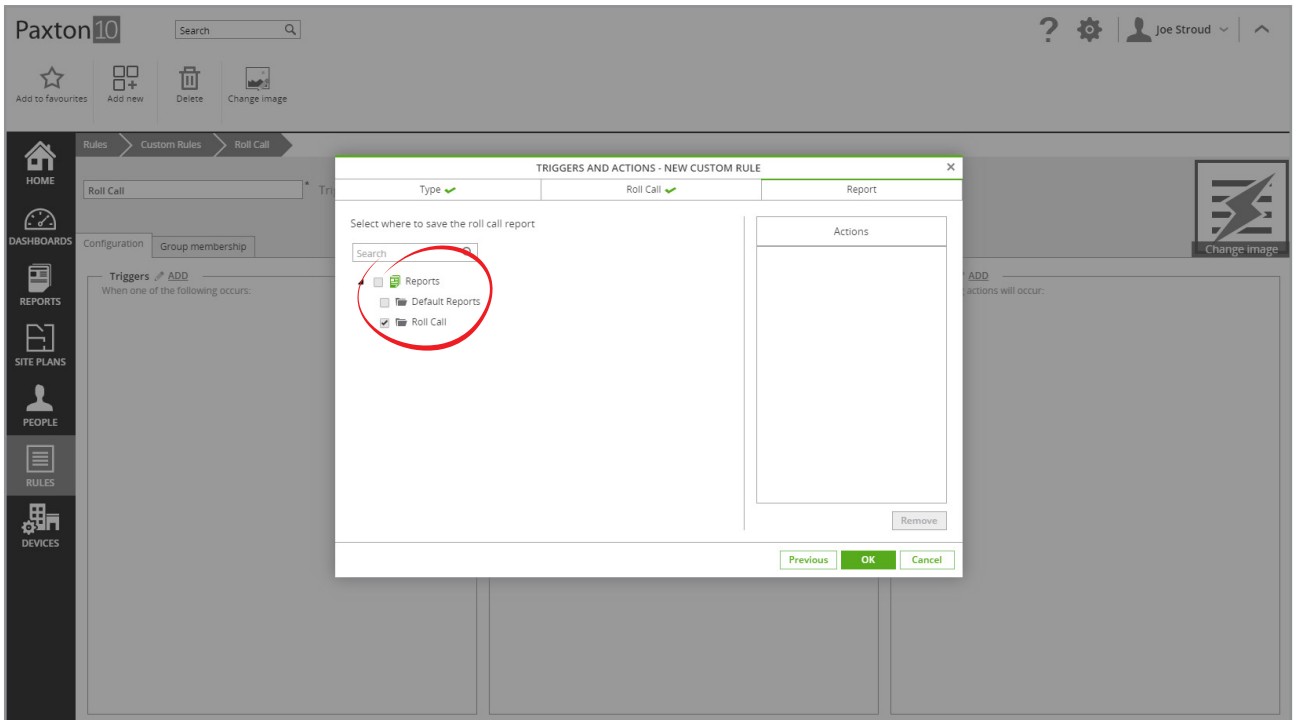 Paxton 10
Search
Joe Stroud
Add to favourites
Add new
Delete
Change image
Rules
Custom Rules
Roll Call
HOME
DASHBOARDS
REPORTS
SITE PLANS
PEOPLE
RULES
DEVICES
Roll Call
* Tri
Configuration
Group membership
Triggers ADD
When one of the following occurs:
ADD
actions will occur:
Change image
TRIGGERS AND ACTIONS - NEW CUSTOM RULE
Type
Roll Call
Report
Select where to save the roll call report
Search
Reports
Default Reports
Roll Call
Actions
Remove
Previous
OK
Cancel